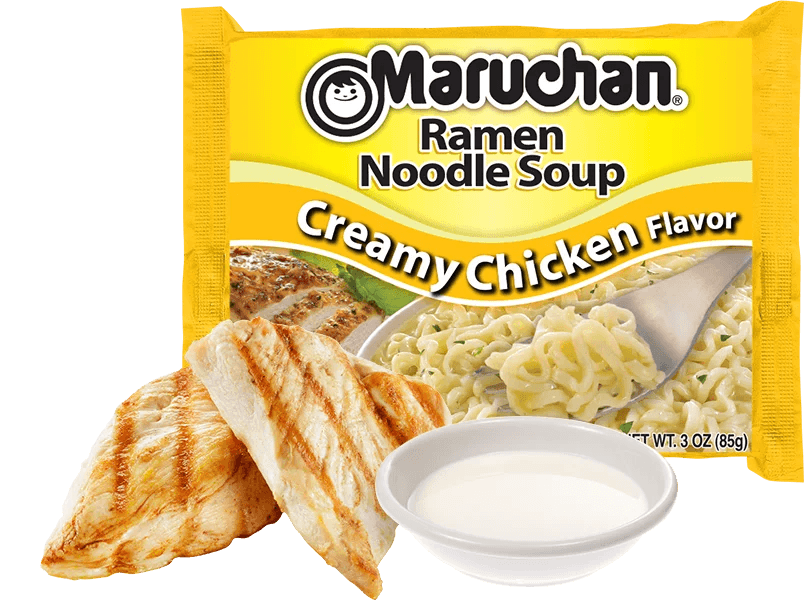 Maruchan®
Ramen
Noodle Soup
Creamy Chicken Flavor
WT. 3 OZ (85g)